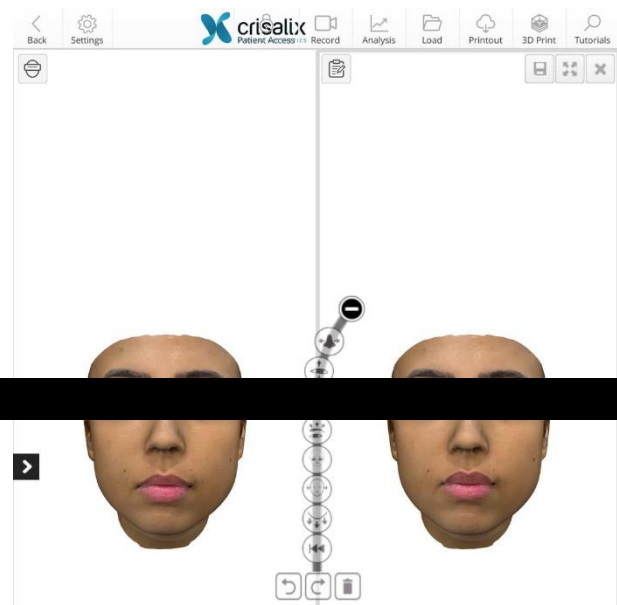 crisalix
Patient Access
Back Settings Record Analysis Load Printout 3D Print Tutorials